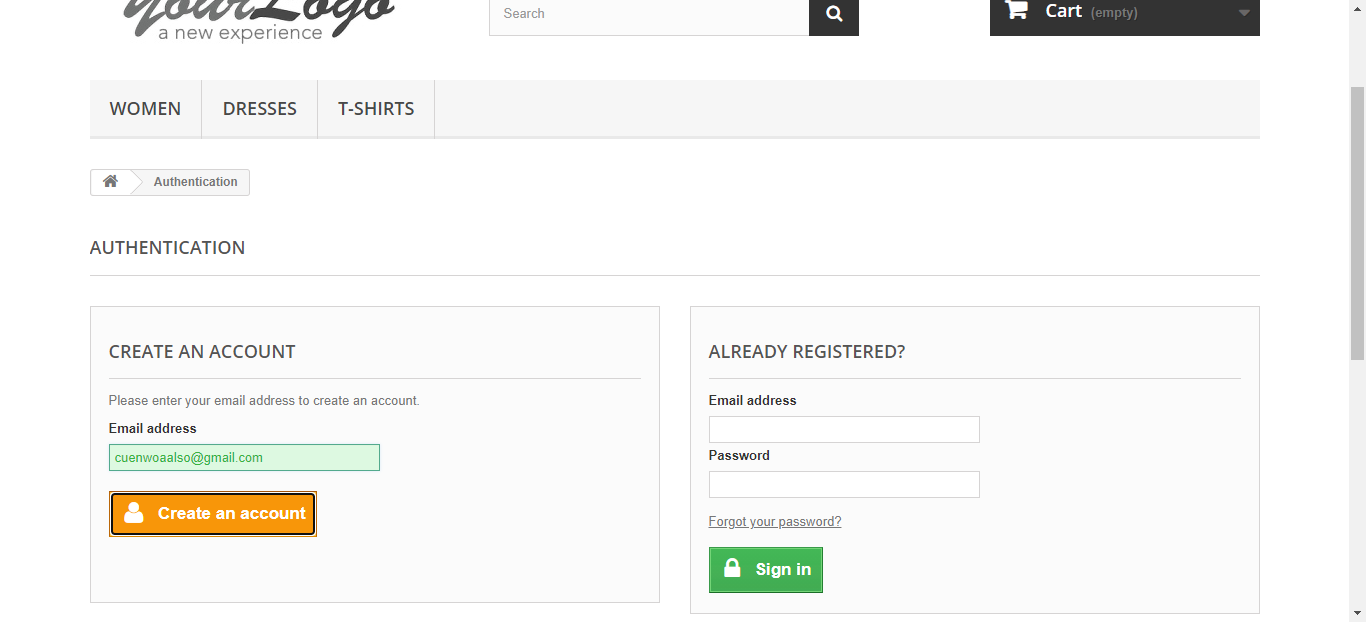 yourLogo
a new experience
Search
Cart (empty)
WOMEN DRESSES T-SHIRTS
Authentication
AUTHENTICATION
CREATE AN ACCOUNT
Please enter your email address to create an account.
Email address
cuenwoaalso@gmail.com
Create an account
ALREADY REGISTERED?
Email address
Password
Forgot your password?
Sign in